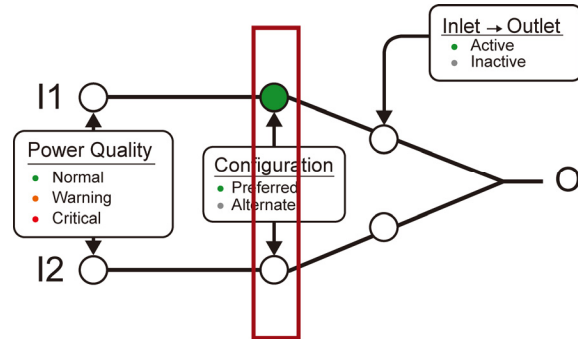 Inlet → Outlet
Active
Inactive
I1
Power Quality
Normal
Warning
Critical
Configuration
Preferred
Alternate
O
I2